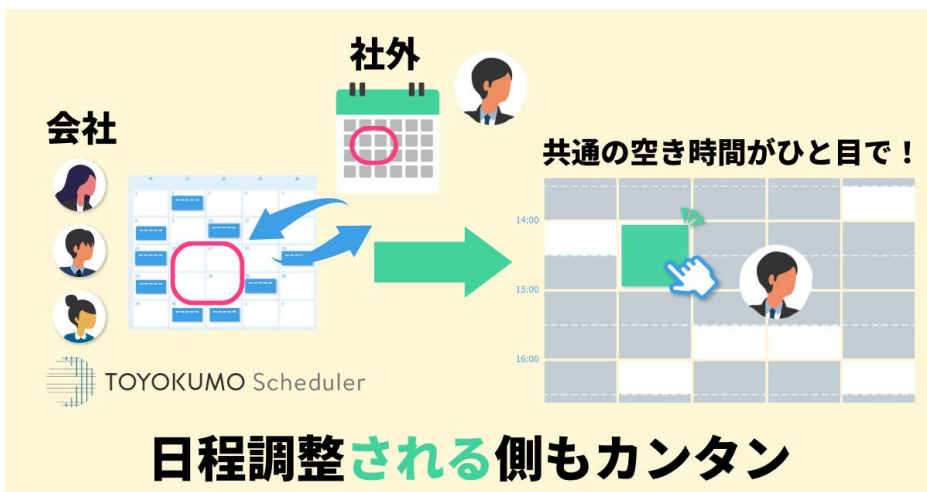 社外
会社
共通の空き時間がひと目で!
14:00
15:00
16:00
TOYOKUMO Scheduler
日程調整される側もカンタン